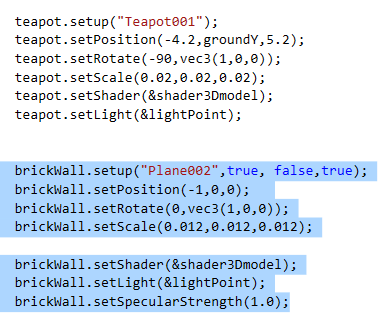 teapot.setup("Teapot001");
teapot.setPosition(-4.2,groundY,5.2);
teapot.setRotate(-90,vec3(1,0,0));
teapot.setScale(0.02,0.02,0.02);
teapot.setShader(&shader3Dmodel);
teapot.setLight(&lightPoint);
brickWall.setup("Plane002",true, false,true);
brickWall.setPosition(-1,0,0);
brickWall.setRotate(0,vec3(1,0,0));
brickWall.setScale(0.012,0.012,0.012);
brickWall.setShader(&shader3Dmodel);
brickWall.setLight(&lightPoint);
brickWall.setSpecularStrength(1.0);